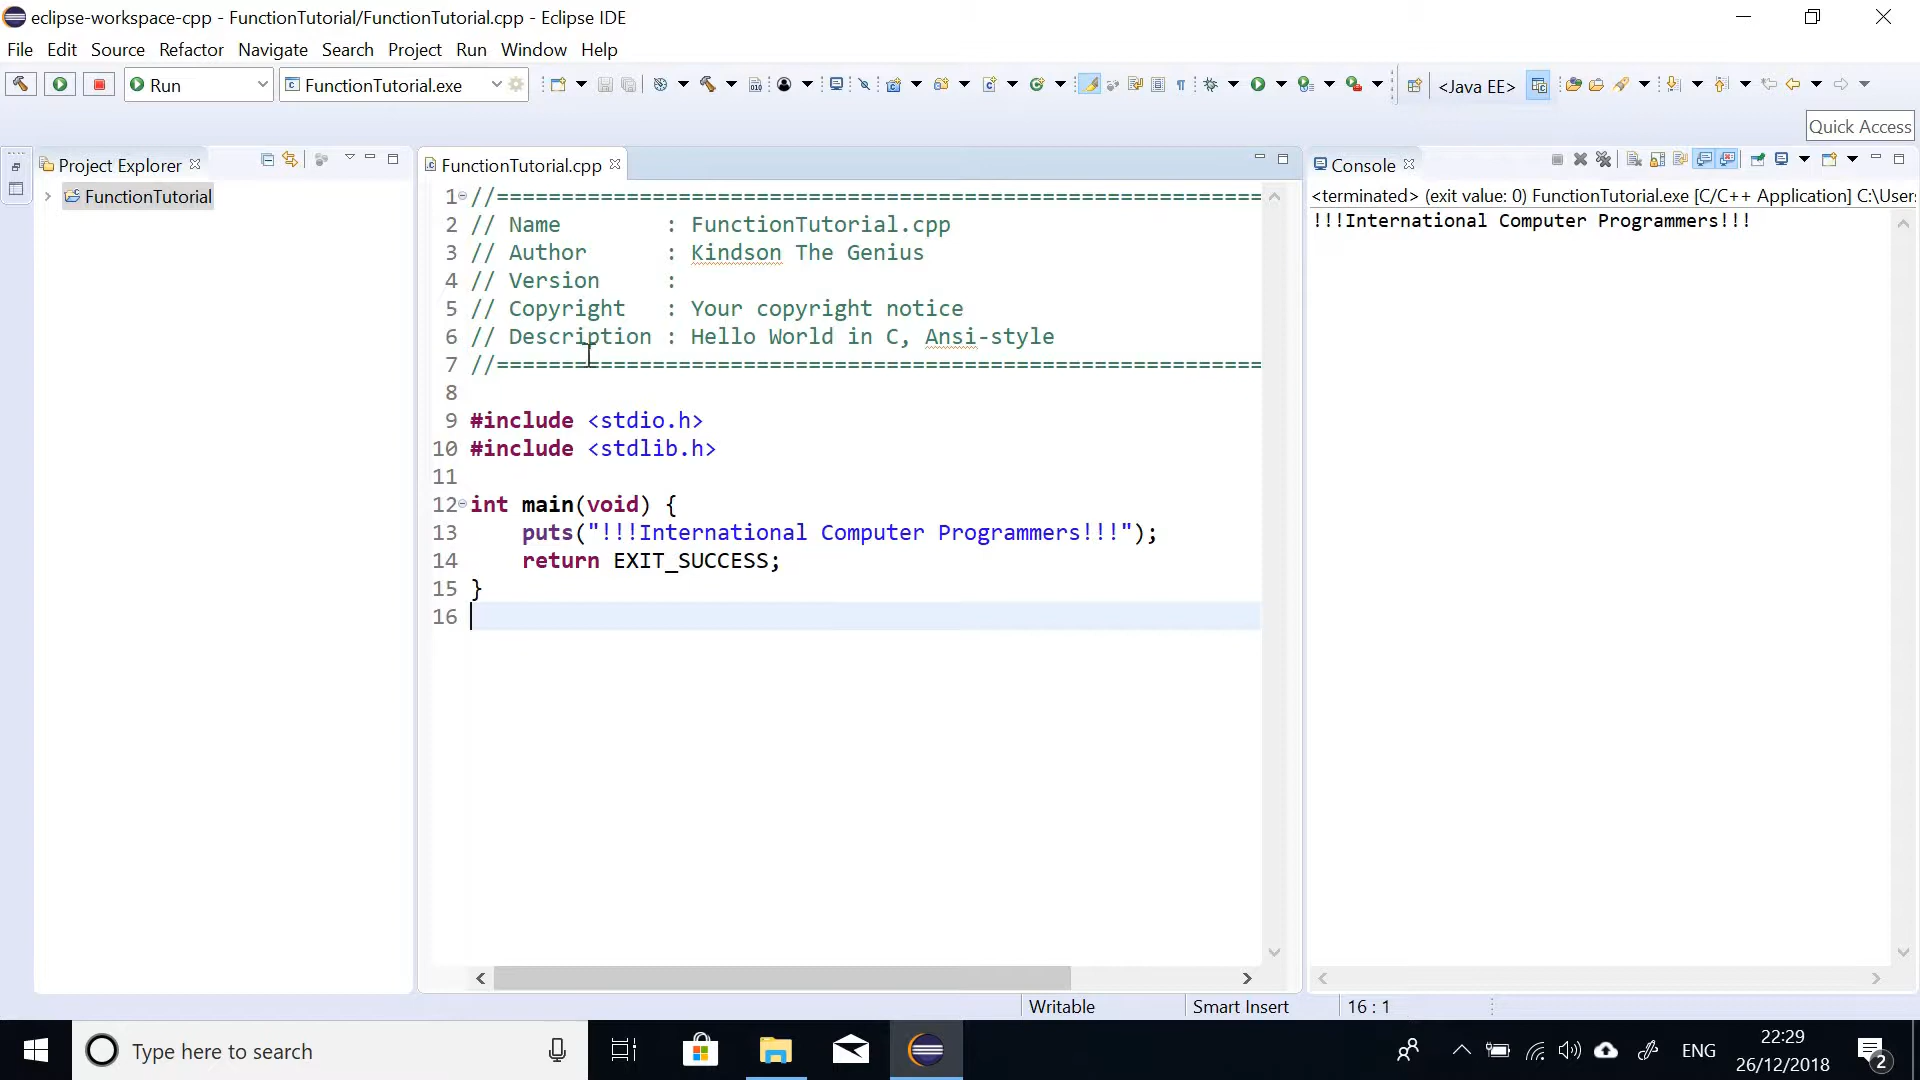 eclipse-workspace-cpp - FunctionTutorial/FunctionTutorial.cpp - Eclipse IDE
File Edit Source Refactor Navigate Search Project Run Window Help
Run FunctionTutorial.exe <Java EE>
Quick Access
Project Explorer
FunctionTutorial
FunctionTutorial.cpp
1 //===========================================================
2 // Name        : FunctionTutorial.cpp
3 // Author      : Kindson The Genius
4 // Version     :
5 // Copyright   : Your copyright notice
6 // Description : Hello World in C, Ansi-style
7 //===========================================================
8
9 #include <stdio.h>
10 #include <stdlib.h>
11
12 int main(void) {
13     puts("!!!International Computer Programmers!!!");
14     return EXIT_SUCCESS;
15 }
16
Console
<terminated> (exit value: 0) FunctionTutorial.exe [C/C++ Application] C:\User
!!!International Computer Programmers!!!
Writable Smart Insert 16 : 1
Type here to search
ENG
22:29
26/12/2018
2